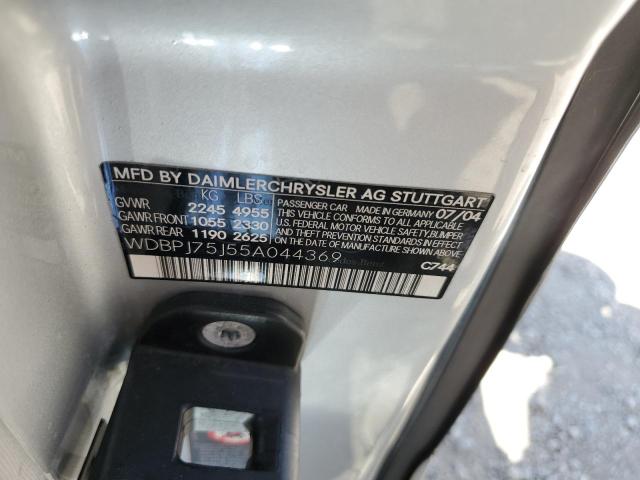 MFD BY DAIMLERCHRYSLER AG STUTTGART
KG LBS
GVWR 2245 4955
GAWR FRONT 1055 2330
GAWR REAR 1190 2625
PASSENGER CAR MADE IN GERMANY 07/04
THIS VEHICLE CONFORMS TO ALL APPLICABLE
U.S. FEDERAL MOTOR VEHICLE SAFETY, BUMPER
AND THEFT PREVENTION STANDARDS IN EFFECT
ON THE DATE OF MANUFACTURE SHOWN ABOVE
WDBPJ75J55A044369
C744